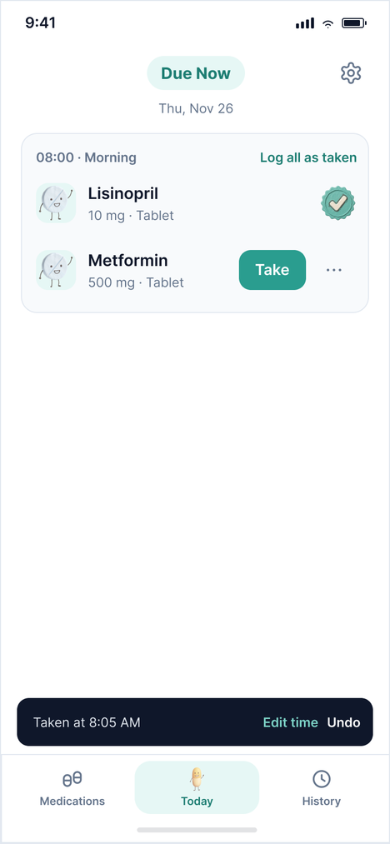 9:41
Due Now
Thu, Nov 26
08:00 · Morning Log all as taken
Lisinopril
10 mg · Tablet
Metformin
500 mg · Tablet
Take
Taken at 8:05 AM Edit time Undo
Medications Today History